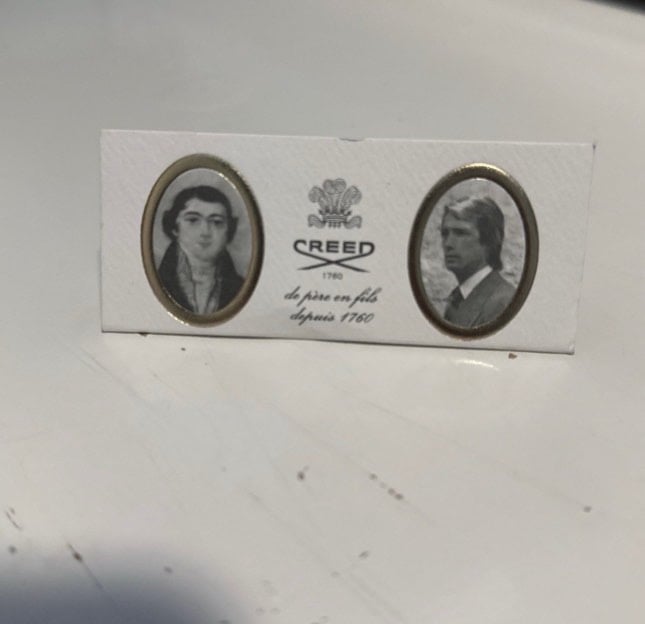 CREED
1760
de père en fils
depuis 1760